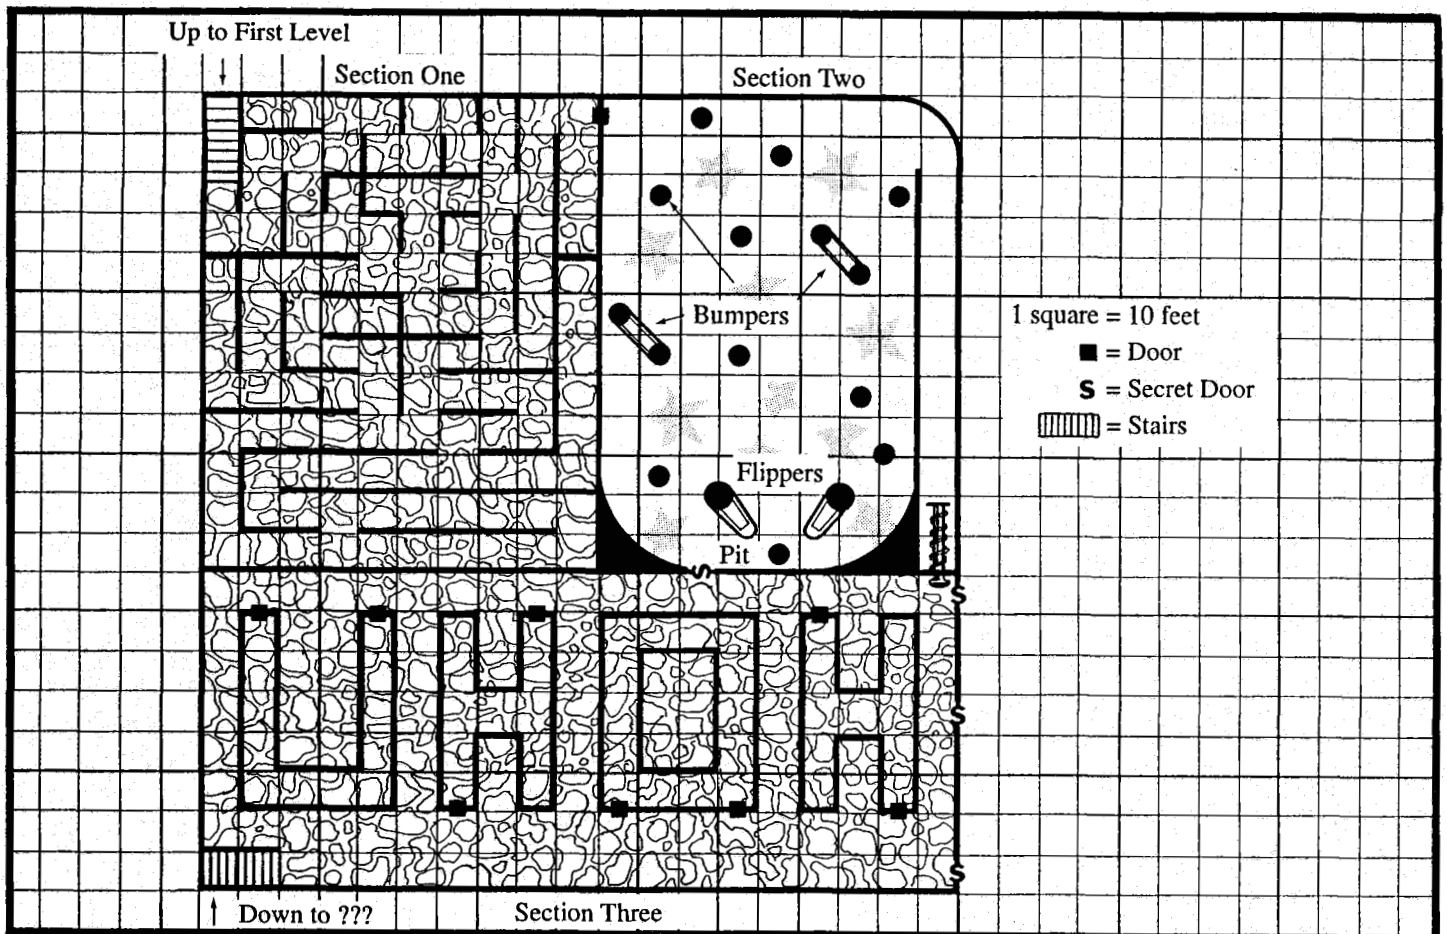 Up to First Level
Section One
Section Two
Bumpers
1 square = 10 feet
= Door
S = Secret Door
= Stairs
Flippers
Pit
S
S
S
S
Down to ???
Section Three